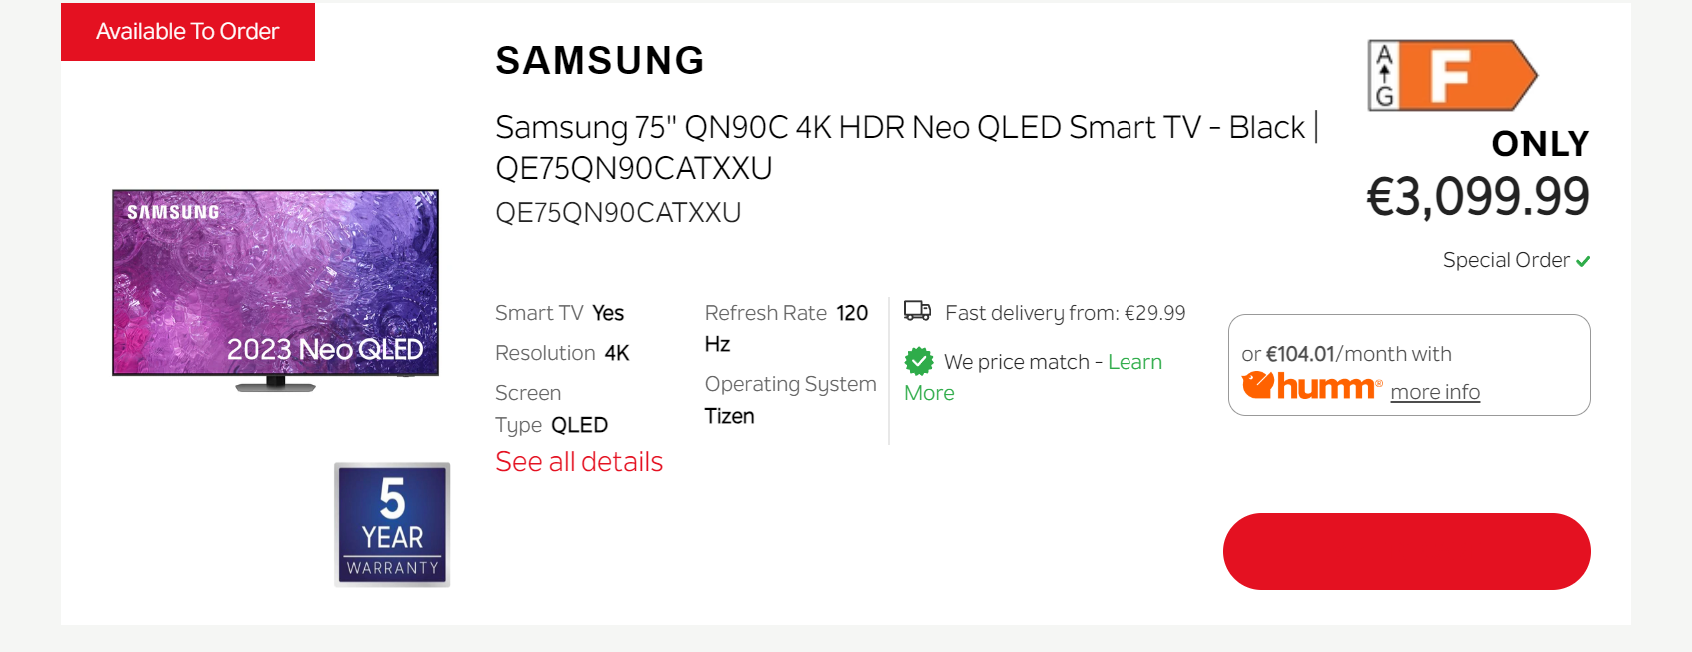 Available To Order
SAMSUNG
Samsung 75" QN90C 4K HDR Neo QLED Smart TV - Black |
QE75QN90CATXXU
QE75QN90CATXXU
A
G
F
ONLY
€3,099.99
Special Order
SAMSUNG
2023 Neo QLED
5
YEAR
WARRANTY
Smart TV Yes
Resolution 4K
Screen
Type QLED
See all details
Refresh Rate 120
Hz
Operating System
Tizen
Fast delivery from: €29.99
We price match - Learn
More
or €104.01/month with
humm® more info